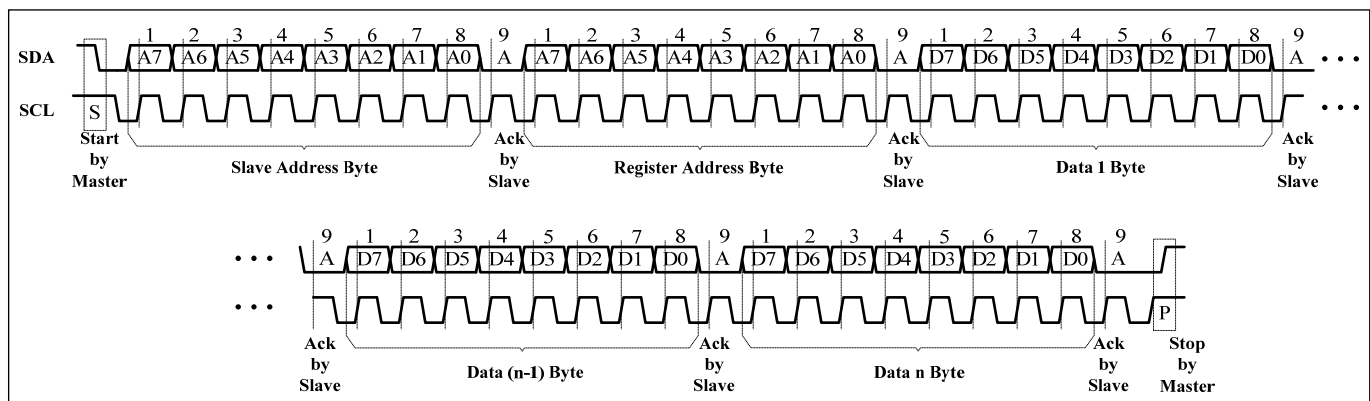 1 2 3 4 5 6 7 8 9 1 2 3 4 5 6 7 8 9 1 2 3 4 5 6 7 8 9
SDA A7 A6 A5 A4 A3 A2 A1 A0 A A7 A6 A5 A4 A3 A2 A1 A0 A D7 D6 D5 D4 D3 D2 D1 D0 A • • •
SCL S • • •
Start by Master
Slave Address Byte
Ack by Slave
Register Address Byte
Ack by Slave
Data 1 Byte
Ack by Slave
9 1 2 3 4 5 6 7 8 9 1 2 3 4 5 6 7 8 9
• • • A D7 D6 D5 D4 D3 D2 D1 D0 A D7 D6 D5 D4 D3 D2 D1 D0 A
• • • P
Ack by Slave
Data (n-1) Byte
Ack by Slave
Data n Byte
Ack by Slave
Stop by Master